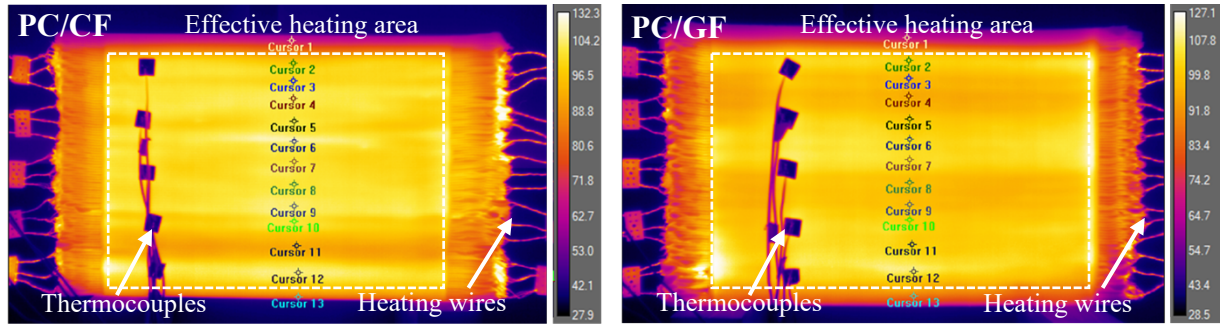 PC/CF
Effective heating area
Cursor 1
Cursor 2
Cursor 3
Cursor 4
Cursor 5
Cursor 6
Cursor 7
Cursor 8
Cursor 9
Cursor 10
Cursor 11
Cursor 12
Cursor 13
Thermocouples
Heating wires
132.3
104.2
96.5
88.8
80.6
71.8
62.7
53.0
42.1
27.9
PC/GF
Effective heating area
Cursor 1
Cursor 2
Cursor 3
Cursor 4
Cursor 5
Cursor 6
Cursor 7
Cursor 8
Cursor 9
Cursor 10
Cursor 11
Cursor 12
Cursor 13
Thermocouples
Heating wires
127.1
107.8
99.8
91.8
83.4
74.3
64.7
54.7
43.4
28.5